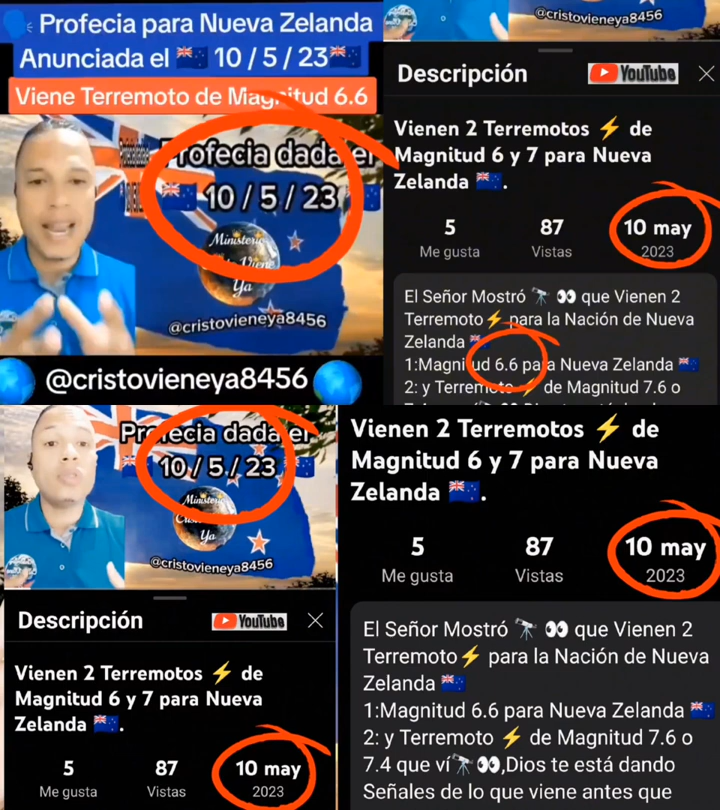 🗣️ Profecia para Nueva Zelanda
Anunciada el 🇳🇿 10 / 5 / 23🇳🇿
Viene Terremoto de Magnitud 6.6
Profecia dada el
🇳🇿 10 / 5 / 23
Ministerio
Viene
Ya
@cristovieneya8456
🌎 @cristovieneya8456 🌎
@cristovieneya8456
Descripción
YouTube
Vienen 2 Terremotos ⚡ de
Magnitud 6 y 7 para Nueva
Zelanda 🇳🇿.
5 87 10 may
Me gusta Vistas 2023
El Señor Mostró 🔭 👀 que Vienen 2
Terremoto⚡ para la Nación de Nueva
Zelanda
1:Magnitud 6.6 para Nueva Zelanda 🇳🇿
2: y Terremoto ⚡ de Magnitud 7.6 o
Profecia dada el
🇳🇿 10 / 5 / 23 🇳🇿
Ministerio
Ya
@cristovieneya8456
Descripción
YouTube
Vienen 2 Terremotos ⚡ de
Magnitud 6 y 7 para Nueva
Zelanda 🇳🇿.
5 87 10 may
Me gusta Vistas 2023
Vienen 2 Terremotos ⚡ de
Magnitud 6 y 7 para Nueva
Zelanda 🇳🇿.
5 87 10 may
Me gusta Vistas 2023
El Señor Mostró 🔭 👀 que Vienen 2
Terremoto⚡ para la Nación de Nueva
Zelanda 🇳🇿
1:Magnitud 6.6 para Nueva Zelanda 🇳🇿
2: y Terremoto ⚡ de Magnitud 7.6 o
7.4 que ví🔭👀,Dios te está dando
Señales de lo que viene antes que